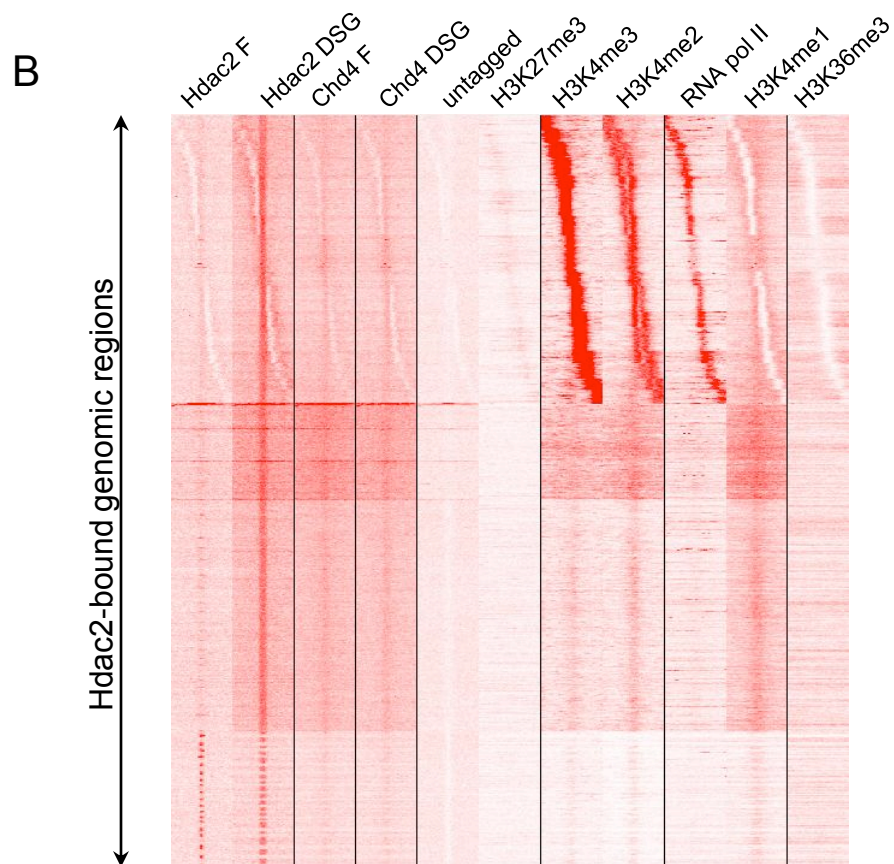 B
Hdac2 F
Hdac2 DSG
Chd4 F
Chd4 DSG
untagged
H3K27me3
H3K4me3
H3K4me2
RNA pol II
H3K4me1
H3K36me3
Hdac2-bound genomic regions